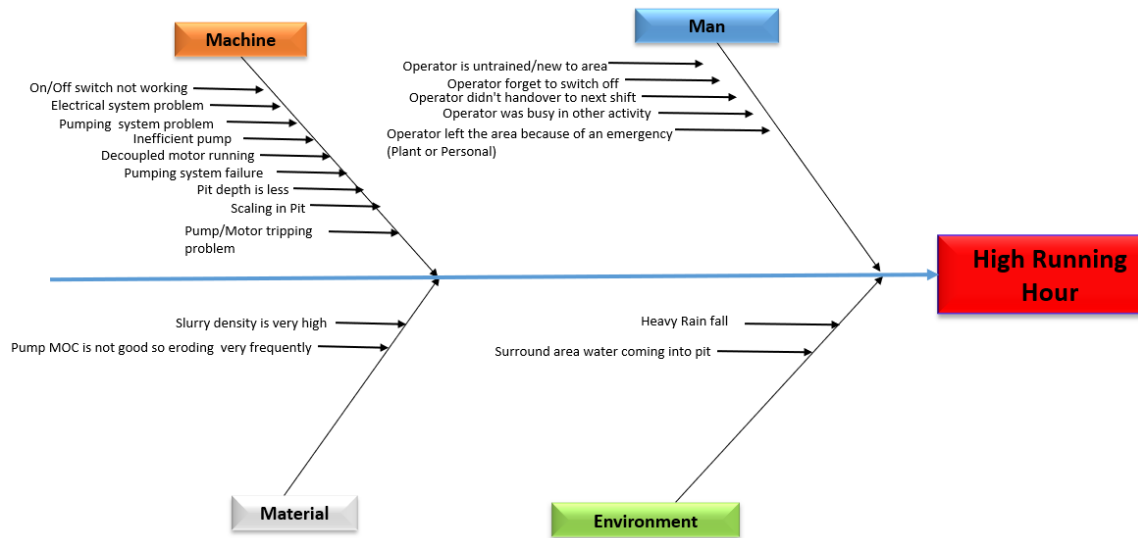 Machine
Man
On/Off switch not working
Electrical system problem
Pumping system problem
Inefficient pump
Decoupled motor running
Pumping system failure
Pit depth is less
Scaling in Pit
Pump/Motor tripping
problem
Operator is untrained/new to area
Operator forget to switch off
Operator didn't handover to next shift
Operator was busy in other activity
Operator left the area because of an emergency
(Plant or Personal)
High Running
Hour
Slurry density is very high
Pump MOC is not good so eroding very frequently
Heavy Rain fall
Surround area water coming into pit
Material
Environment